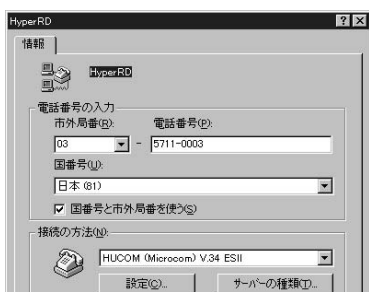 HyperRD
情報
HyperRD
電話番号の入力
市外局番(R): 電話番号(P):
03 - 5711-0003
国番号(U):
日本 (81)
国番号と市外局番を使う(S)
接続の方法(N):
HUCOM (Microcom) V.34 ESII
設定(C)... サーバーの種類(T)...